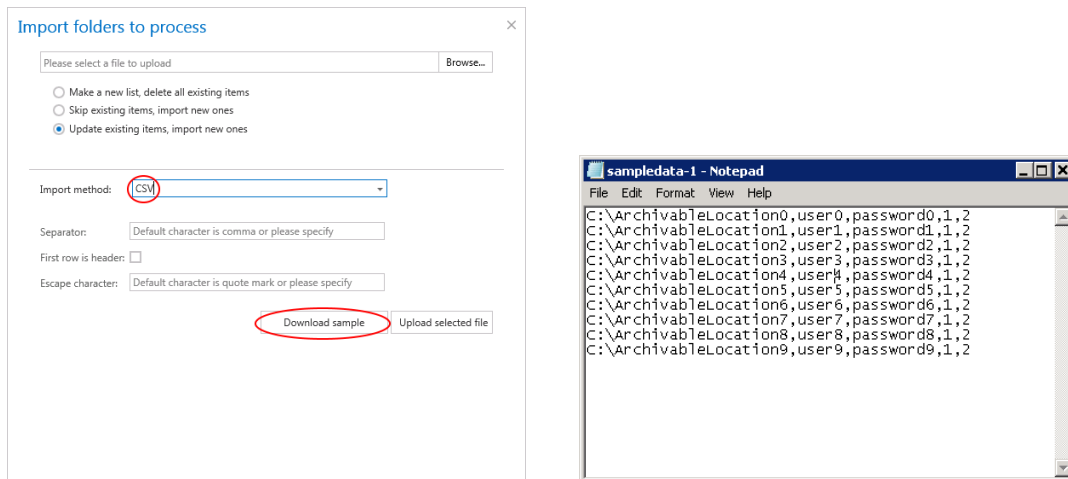 Import folders to process
Please select a file to upload
Browse...
Make a new list, delete all existing items
Skip existing items, import new ones
Update existing items, import new ones
Import method:
CSV
Separator:
Default character is comma or please specify
First row is header:
Escape character:
Default character is quote mark or please specify
Download sample
Upload selected file
sampledata-1 - Notepad
File Edit Format View Help
C:\ArchivableLocation0,user0,password0,1,2
C:\ArchivableLocation1,user1,password1,1,2
C:\ArchivableLocation2,user2,password2,1,2
C:\ArchivableLocation3,user3,password3,1,2
C:\ArchivableLocation4,user4,password4,1,2
C:\ArchivableLocation5,user5,password5,1,2
C:\ArchivableLocation6,user6,password6,1,2
C:\ArchivableLocation7,user7,password7,1,2
C:\ArchivableLocation8,user8,password8,1,2
C:\ArchivableLocation9,user9,password9,1,2